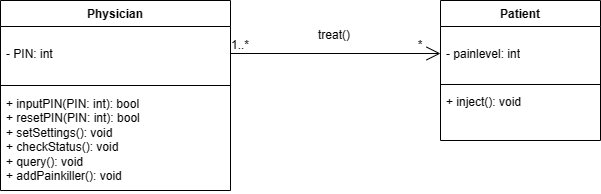 Physician
- PIN: int
+ inputPIN(PIN: int): bool
+ resetPIN(PIN: int): bool
+ setSettings(): void
+ checkStatus(): void
+ query(): void
+ addPainkiller(): void
treat()
1..*
*
Patient
- painlevel: int
+ inject(): void